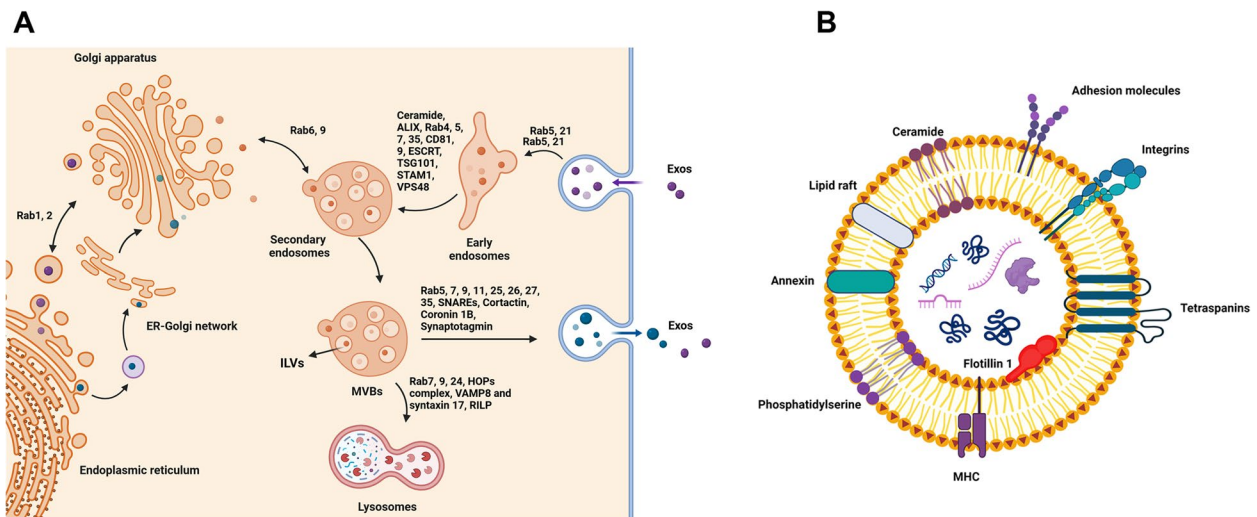 A
Golgi apparatus
Rab6, 9
Ceramide,
ALIX, Rab4, 5,
7, 35, CD81,
9, ESCRT,
TSG101,
STAM1,
VPS48
Rab5, 21
Rab5, 21
Exos
Rab1, 2
Secondary
endosomes
Early
endosomes
ER-Golgi network
Rab5, 7, 9, 11, 25, 26, 27,
35, SNAREs, Cortactin,
Coronin 1B,
Synaptotagmin
Exos
ILVs
MVBs
Rab7, 9, 24, HOPs
complex, VAMP8 and
syntaxin 17, RILP
Endoplasmic reticulum
Lysosomes
B
Adhesion molecules
Ceramide
Integrins
Lipid raft
Annexin
Tetraspanins
Flotillin 1
Phosphatidylserine
MHC